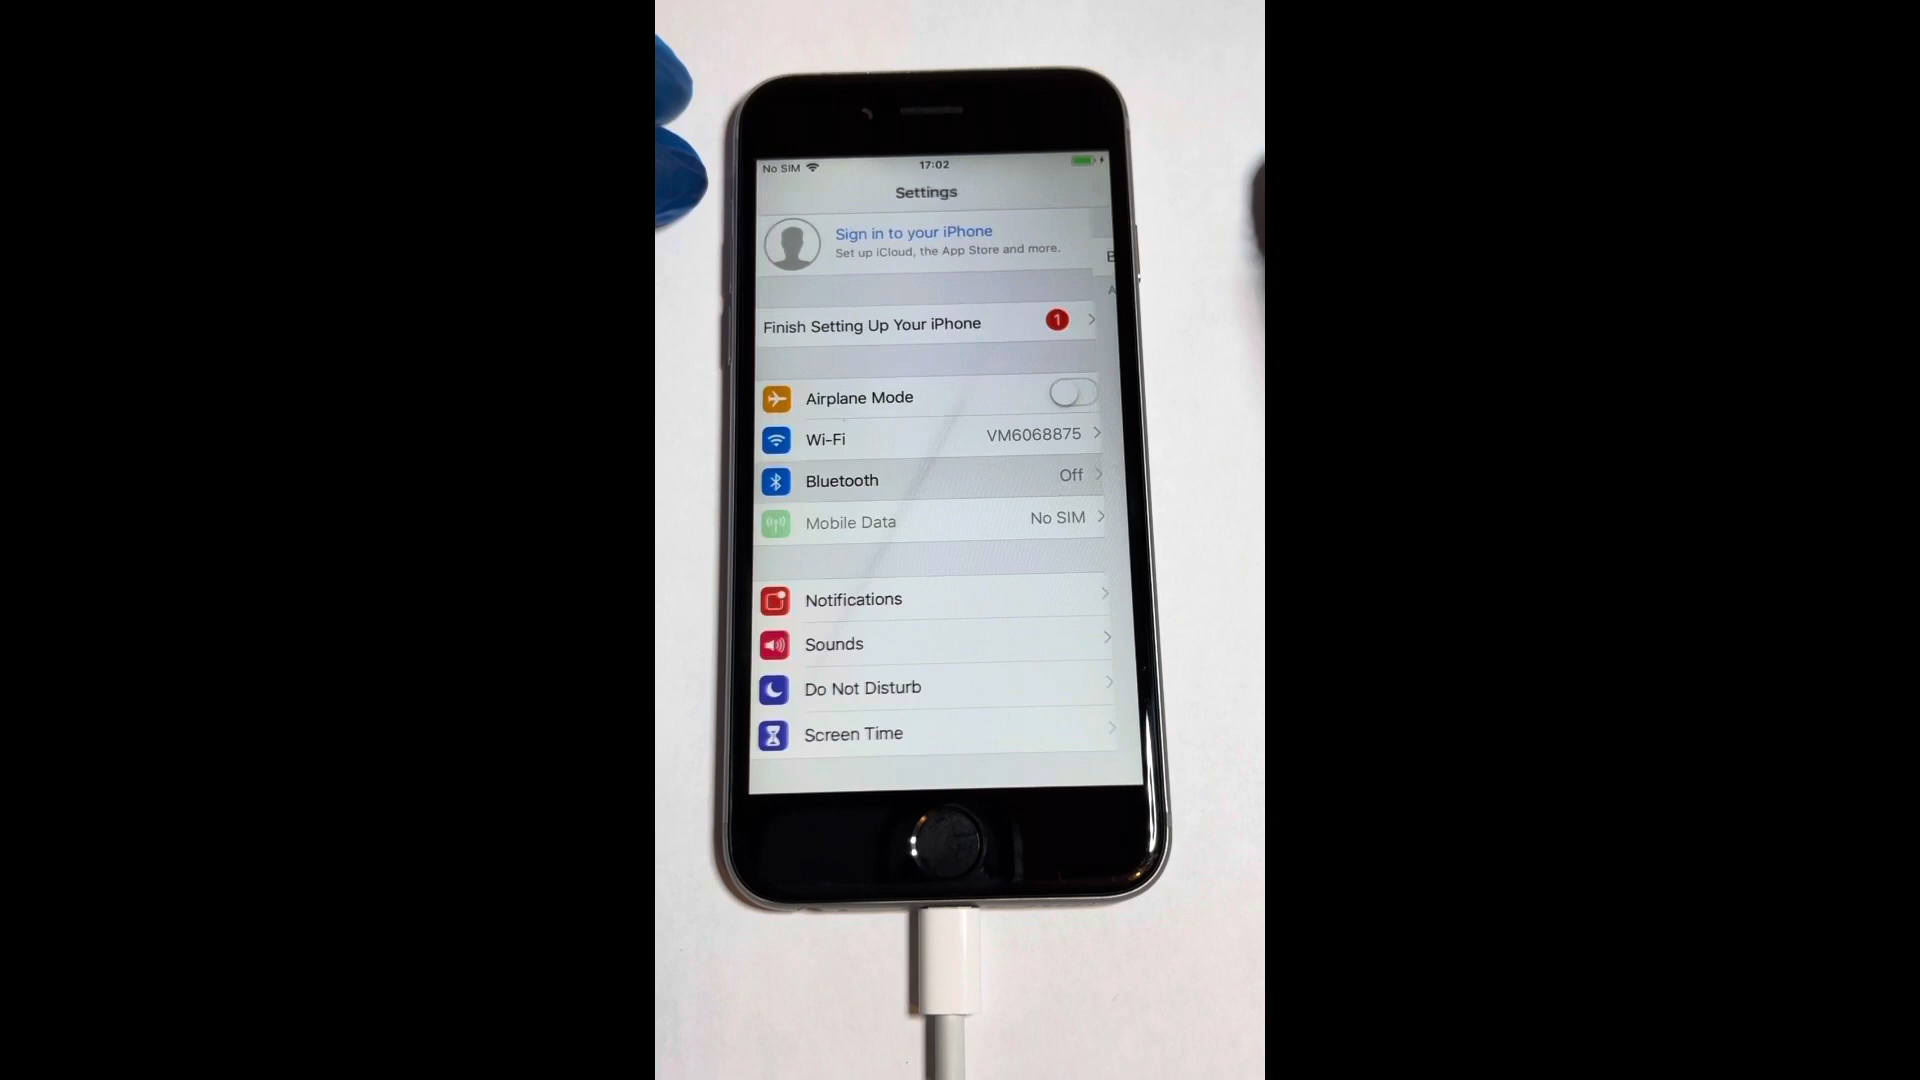 No SIM 17:02
Settings
Sign in to your iPhone
Set up iCloud, the App Store and more.
B
A
Finish Setting Up Your iPhone 1
Airplane Mode
Wi-Fi VM6068875
Bluetooth Off
Mobile Data No SIM
Notifications
Sounds
Do Not Disturb
Screen Time